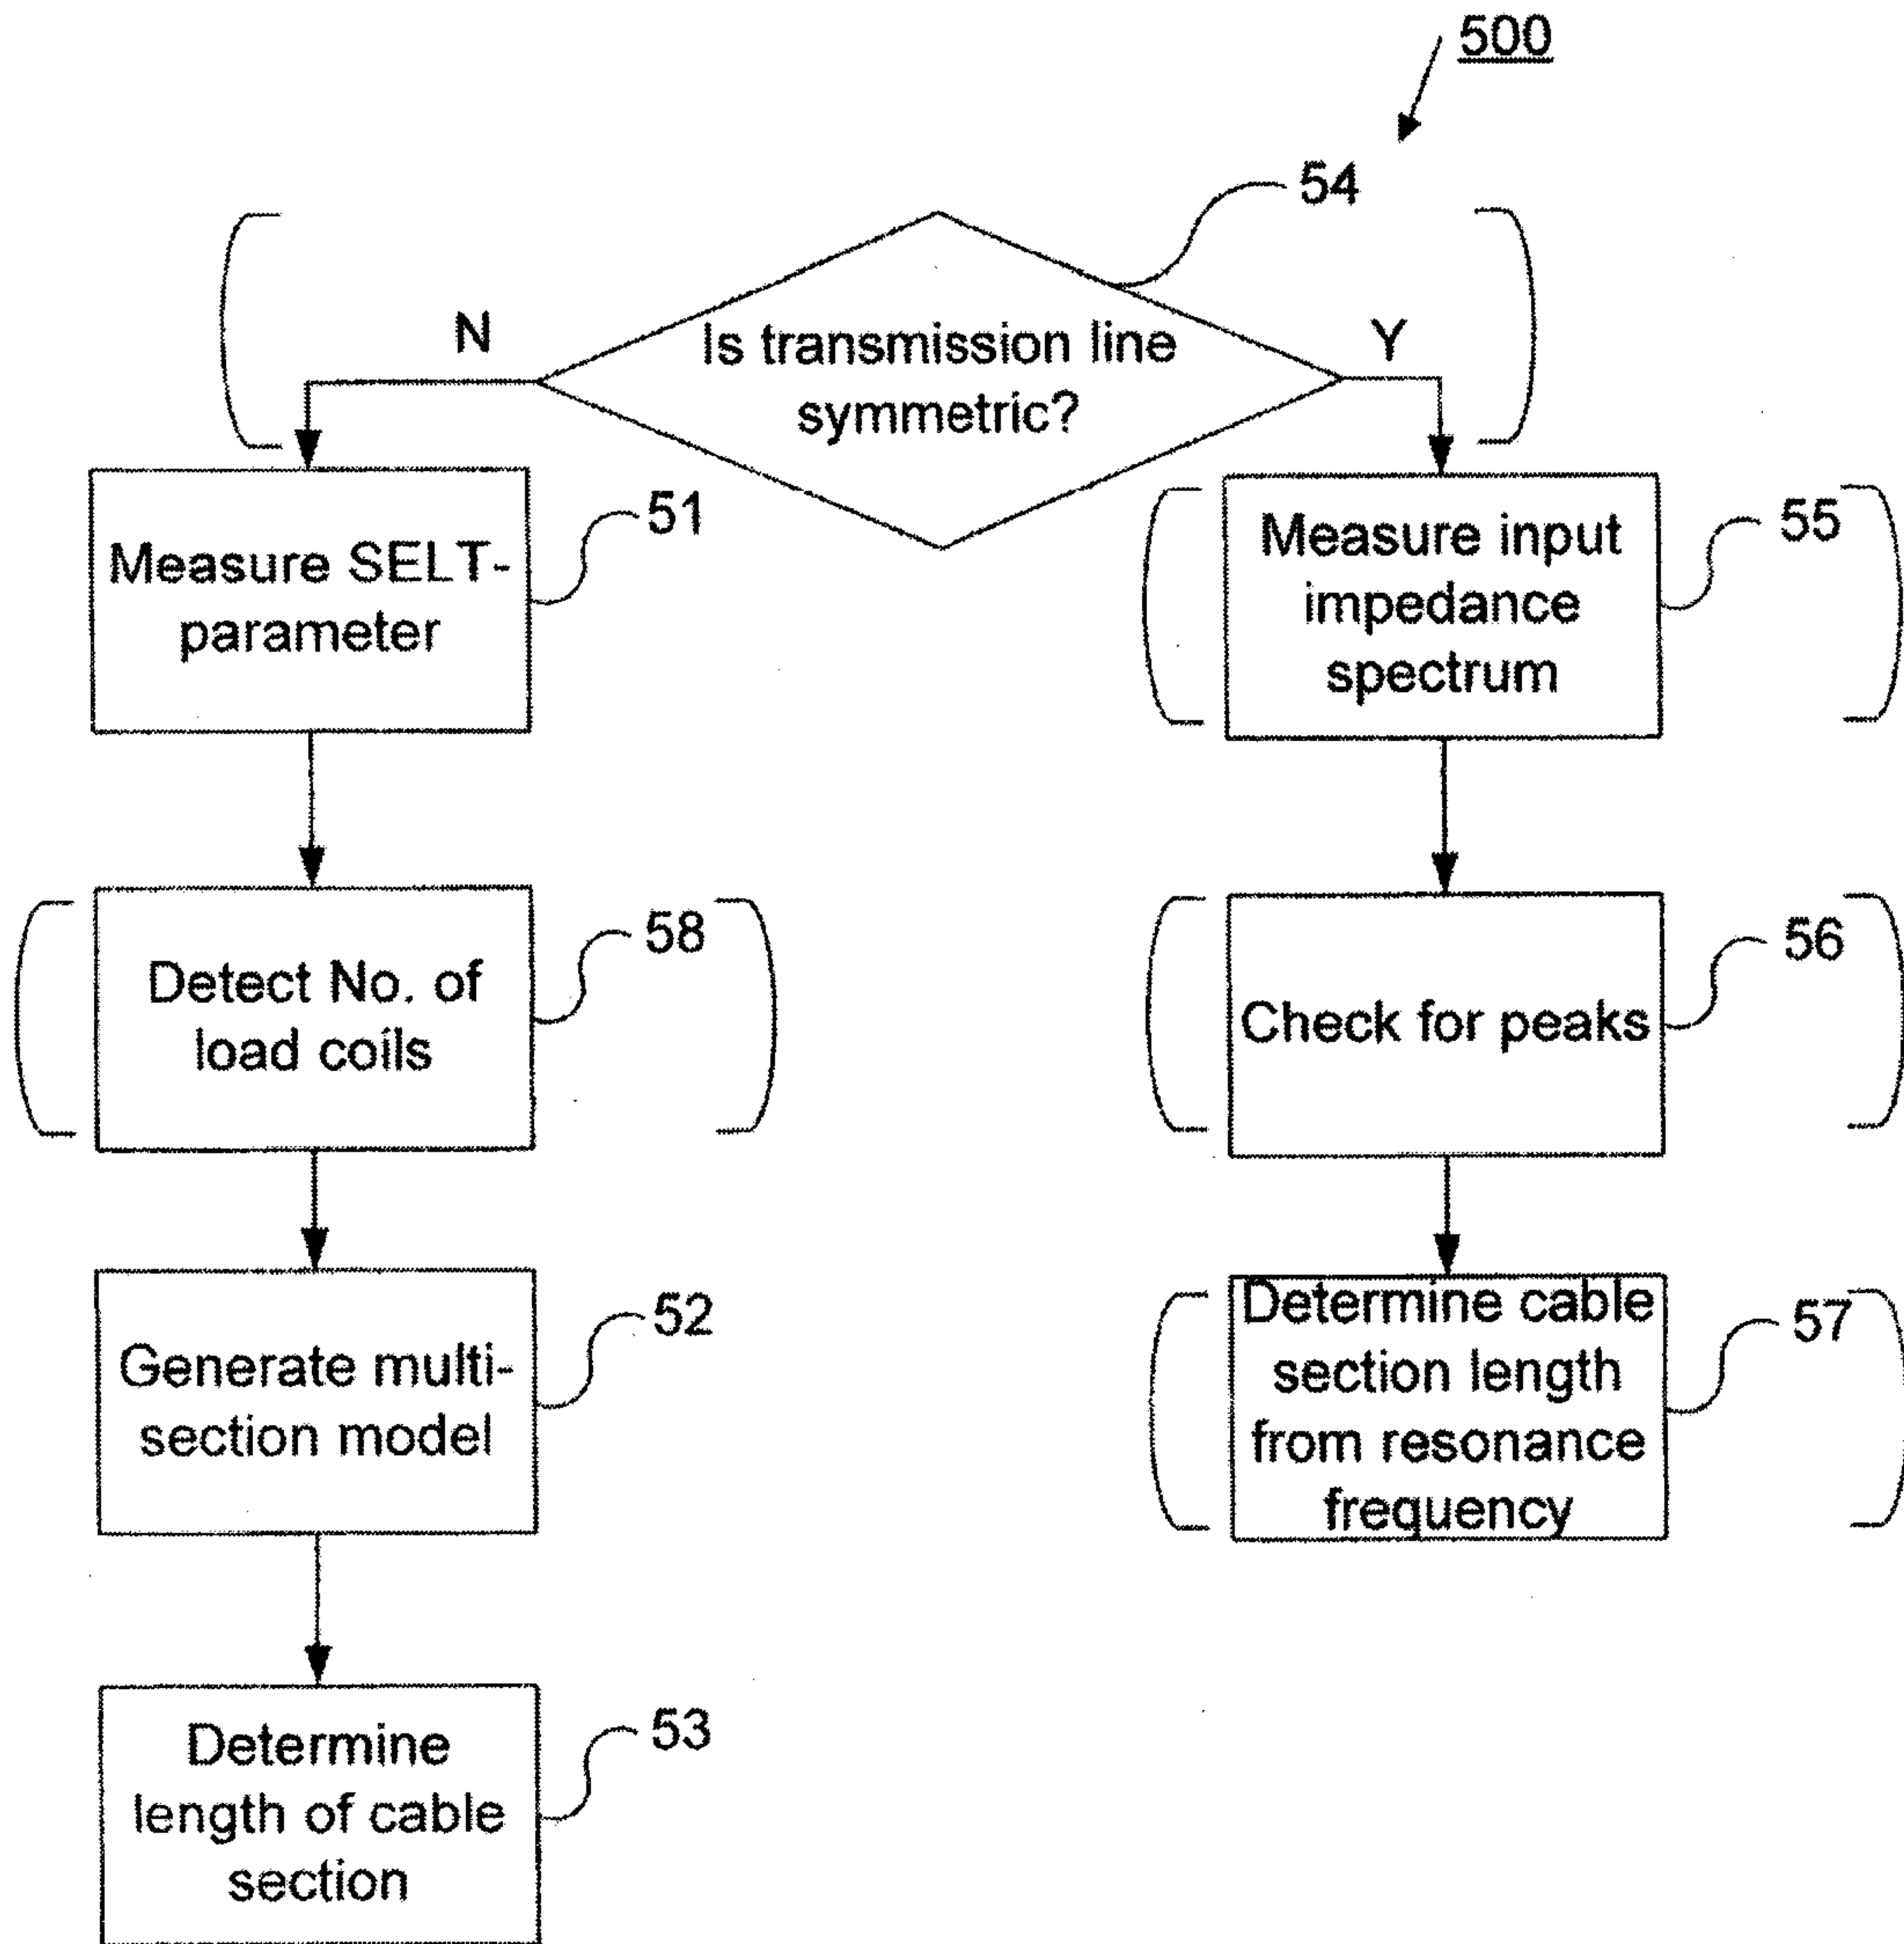 500
54
N
Is transmission line
symmetric?
Y
Measure SELT-
parameter
51
Measure input
impedance
spectrum
55
Detect No. of
load coils
58
Check for peaks
56
Generate multi-
section model
52
Determine cable
section length
from resonance
frequency
57
Determine
length of cable
section
53